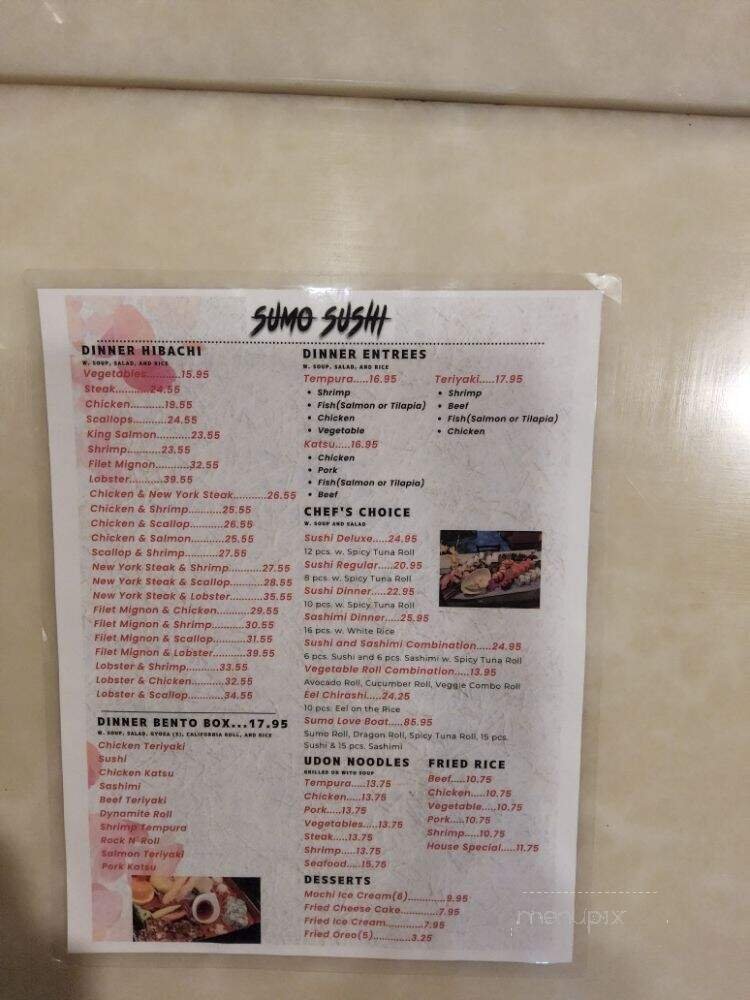 SUMO SUSHI
DINNER HIBACHI
W. SOUP, SALAD, AND RICE
Vegetables..........15.95
Steak..........24.55
Chicken..........19.55
Scallops..........24.55
King Salmon..........23.55
Shrimp..........23.55
Filet Mignon..........32.55
Lobster..........39.55
Chicken & New York Steak..........26.55
Chicken & Shrimp..........25.55
Chicken & Scallop..........26.55
Chicken & Salmon..........25.55
Scallop & Shrimp..........27.55
New York Steak & Shrimp..........27.55
New York Steak & Scallop..........28.55
New York Steak & Lobster..........35.55
Filet Mignon & Chicken..........29.55
Filet Mignon & Shrimp..........30.55
Filet Mignon & Scallop..........31.55
Filet Mignon & Lobster..........39.55
Lobster & Shrimp..........33.55
Lobster & Chicken..........32.55
Lobster & Scallop..........34.55
DINNER BENTO BOX...17.95
W. SOUP, SALAD, GYOZA (3), CALIFORNIA ROLL, AND RICE
Chicken Teriyaki
Sushi
Chicken Katsu
Sashimi
Beef Teriyaki
Dynamite Roll
Shrimp Tempura
Rock N' Roll
Salmon Teriyaki
Pork Katsu
DINNER ENTREES
W. SOUP, SALAD, AND RICE
Tempura.....16.95
• Shrimp
• Fish(Salmon or Tilapia)
• Chicken
• Vegetable
Katsu.....16.95
• Chicken
• Pork
• Fish(Salmon or Tilapia)
• Beef
Teriyaki.....17.95
• Shrimp
• Beef
• Fish(Salmon or Tilapia)
• Chicken
CHEF'S CHOICE
W. SOUP AND SALAD
Sushi Deluxe.....24.95
12 pcs. w. Spicy Tuna Roll
Sushi Regular.....20.95
8 pcs. w. Spicy Tuna Roll
Sushi Dinner.....22.95
10 pcs. w. Spicy Tuna Roll
Sashimi Dinner.....25.95
16 pcs. w. White Rice
Sushi and Sashimi Combination.....24.95
6 pcs. Sushi and 6 pcs. Sashimi w. Spicy Tuna Roll
Vegetable Roll Combination.....13.95
Avocado Roll, Cucumber Roll, Veggie Combo Roll
Eel Chirashi.....24.25
10 pcs. Eel on the Rice
Sumo Love Boat.....85.95
Sumo Roll, Dragon Roll, Spicy Tuna Roll, 15 pcs.
Sushi & 15 pcs. Sashimi
UDON NOODLES
GRILLED OR WITH SOUP
Tempura.....13.75
Chicken.....13.75
Pork.....13.75
Vegetables.....13.75
Steak.....13.75
Shrimp.....13.75
Seafood.....15.75
FRIED RICE
Beef.....10.75
Chicken.....10.75
Vegetable.....10.75
Pork.....10.75
Shrimp.....10.75
House Special.....11.75
DESSERTS
Mochi Ice Cream(6).............9.95
Fried Cheese Cake.............7.95
Fried Ice Cream.............7.95
Fried Oreo(5).............3.25
menupix